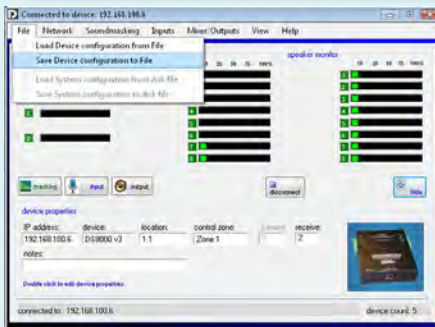 Connected to device: 192.168.100.6
File Network Soundmasking Inputs Mixer/Outputs View Help
Load Device configuration from File
Save Device configuration to File
Load System configuration from disk file
Save System configuration to disk file
speaker monitor
masking input output disconnect hide
device properties
IP address: device: location: control zone: receive:
192.168.100.6 DS8000 v3 1.1 Zone 1 2
notes:
Double click to edit device properties.
connected to: 192.168.100.6 device count: 5